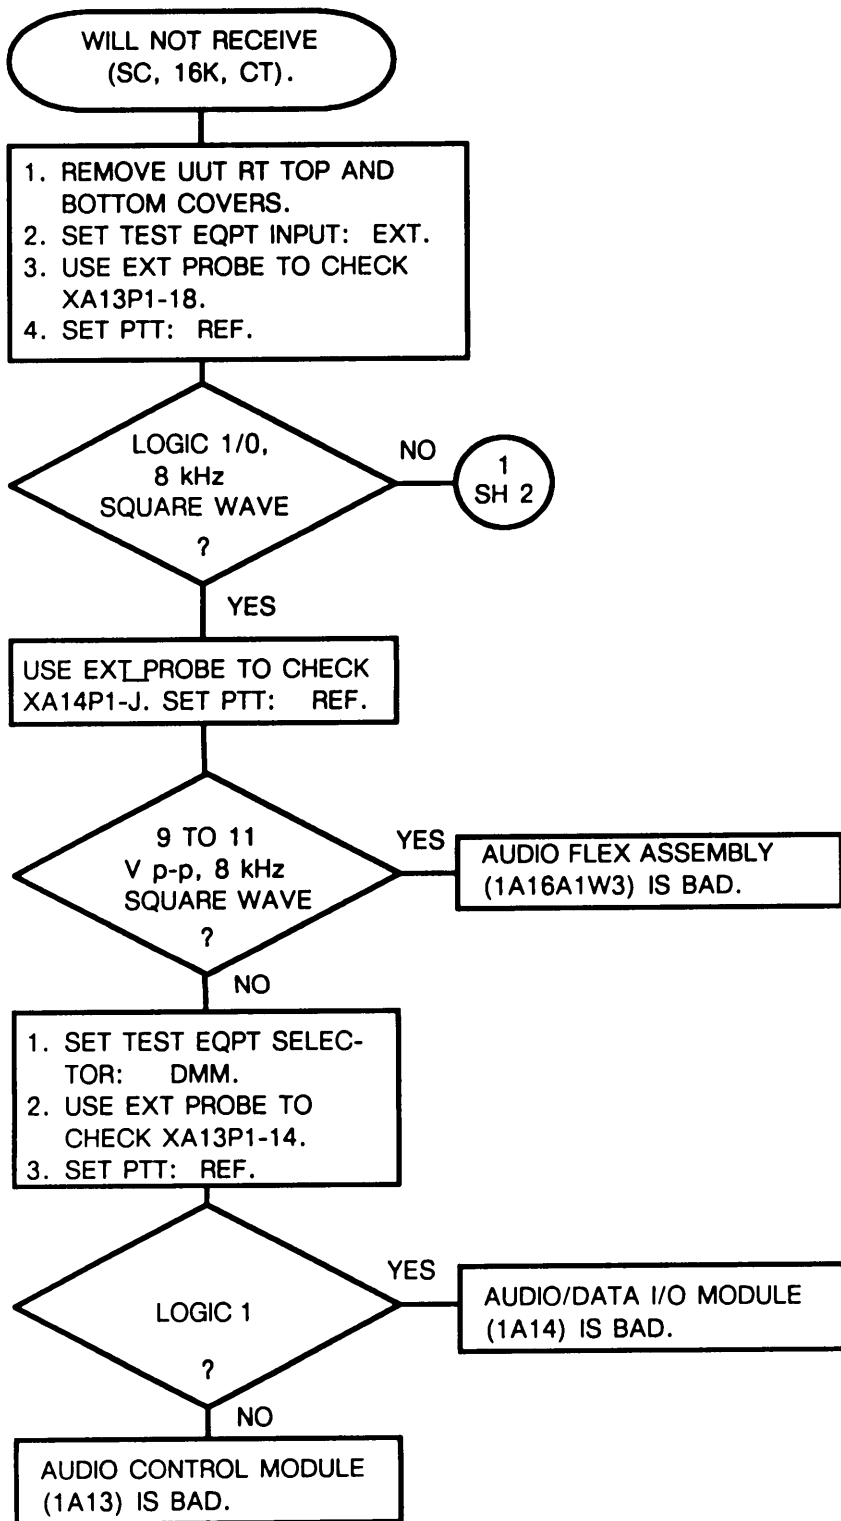 WILL NOT RECEIVE
(SC, 16K, CT).
1. REMOVE UUT RT TOP AND
BOTTOM COVERS.
2. SET TEST EQPT INPUT: EXT.
3. USE EXT PROBE TO CHECK
XA13P1-18.
4. SET PTT: REF.
LOGIC 1/0,
8 kHz
SQUARE WAVE
?
NO
1
SH 2
YES
USE EXT PROBE TO CHECK
XA14P1-J. SET PTT: REF.
9 TO 11
V p-p, 8 kHz
SQUARE WAVE
?
YES
AUDIO FLEX ASSEMBLY
(1A16A1W3) IS BAD.
NO
1. SET TEST EQPT SELEC-
TOR: DMM.
2. USE EXT PROBE TO
CHECK XA13P1-14.
3. SET PTT: REF.
LOGIC 1
?
YES
AUDIO/DATA I/O MODULE
(1A14) IS BAD.
NO
AUDIO CONTROL MODULE
(1A13) IS BAD.